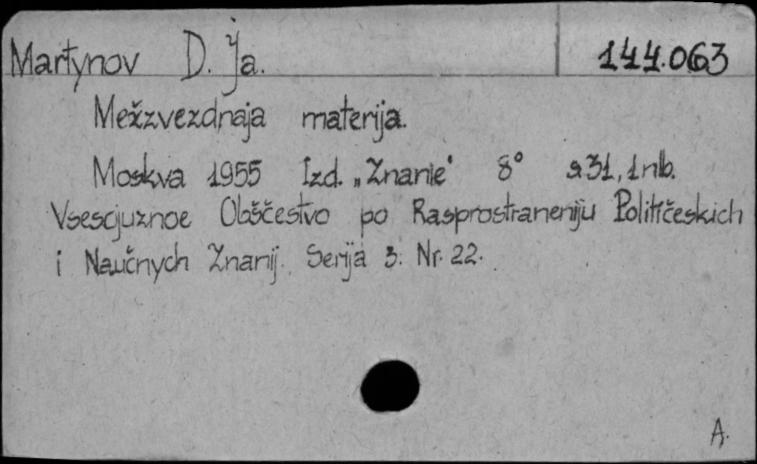 Martynov D. Ja. 144.063
Mežzvezdnaja materija.
Moskva 1955 Izd. „Znanie" 8° s 31, 1 nlb.
Vsesojuznoe Obščestvo po Rasprostraneniju Političeskich
i Naučnych Znanij. Serija 3. Nr. 22.
A.